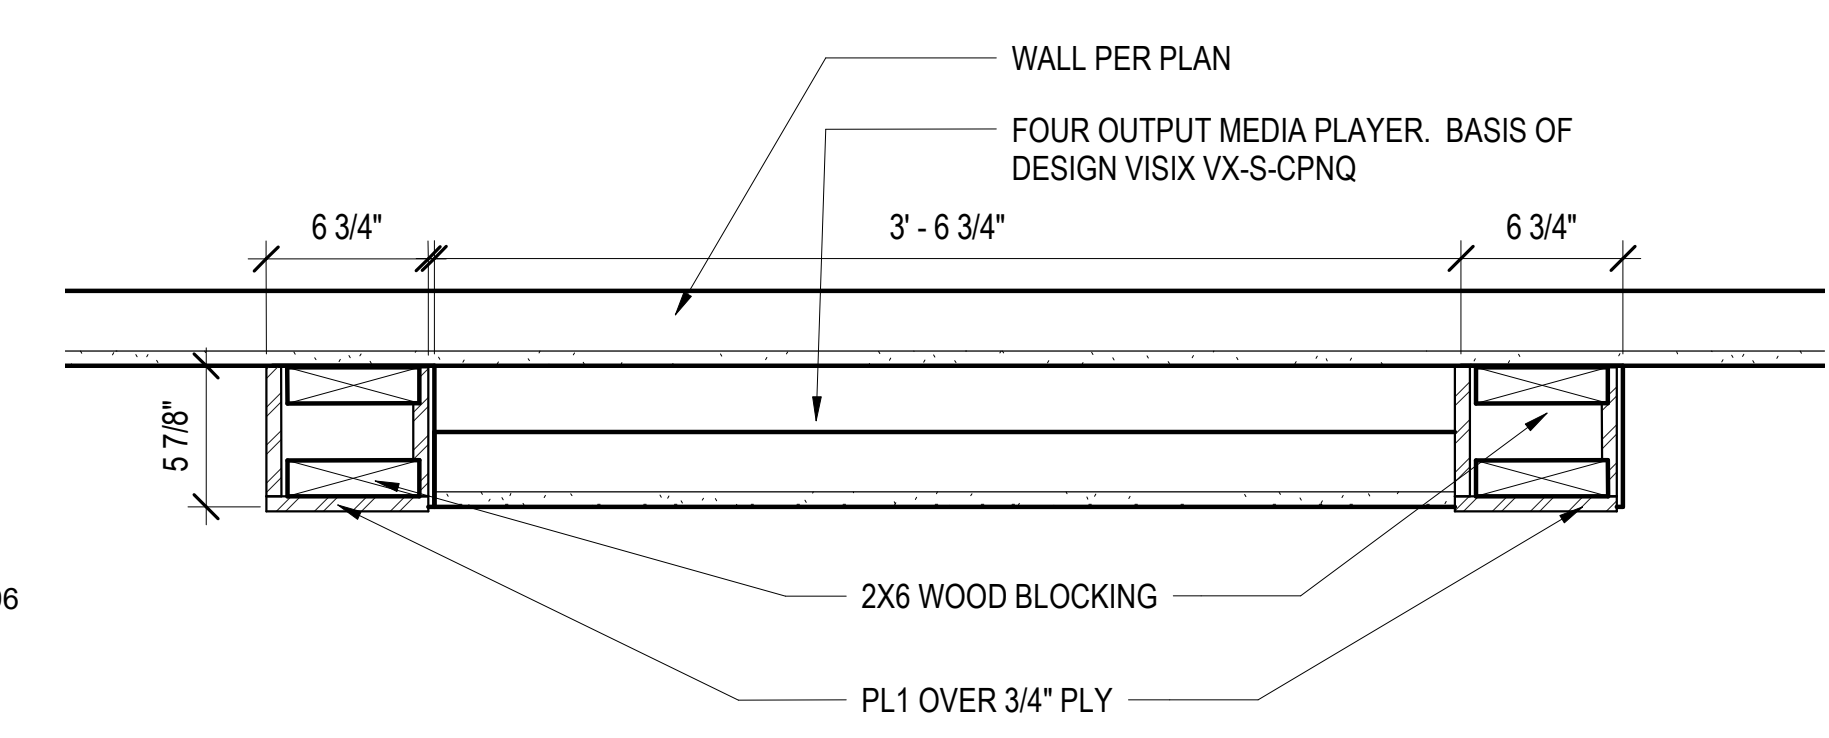 WALL PER PLAN
FOUR OUTPUT MEDIA PLAYER. BASIS OF
DESIGN VISIX VX-S-CPNQ
6 3/4"
3' - 6 3/4"
6 3/4"
5 7/8"
2X6 WOOD BLOCKING
PL1 OVER 3/4" PLY